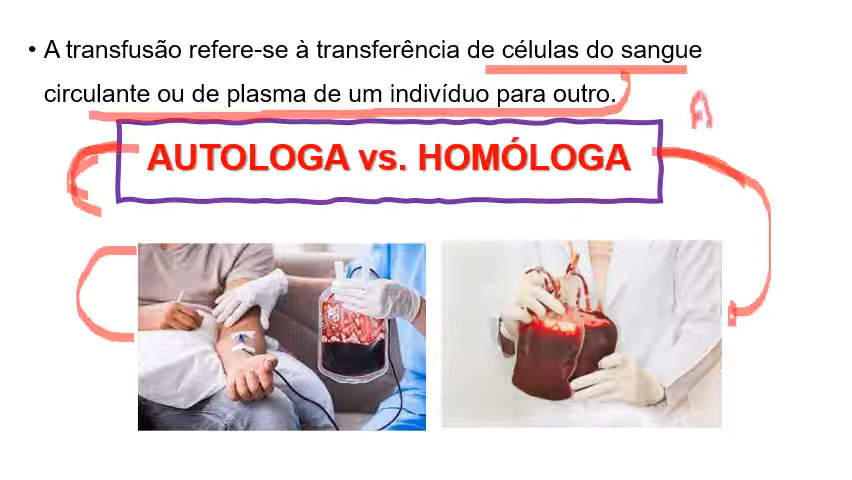 • A transfusão refere-se à transferência de células do sangue
circulante ou de plasma de um indivíduo para outro.
A
AUTOLOGA vs. HOMÓLOGA